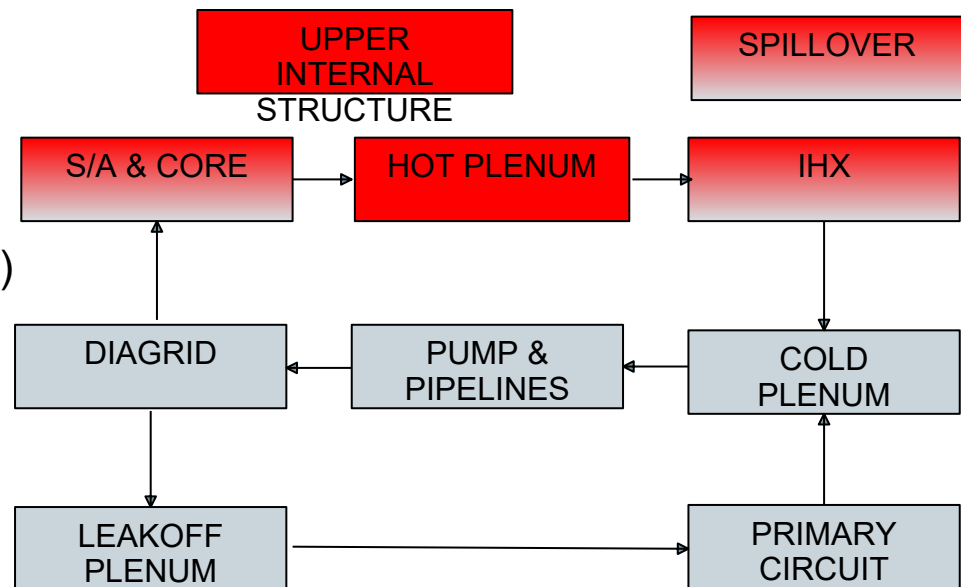 UPPER
INTERNAL
STRUCTURE
SPILLOVER
S/A & CORE
HOT PLENUM
IHX
)
DIAGRID
PUMP &
PIPELINES
COLD
PLENUM
LEAKOFF
PLENUM
PRIMARY
CIRCUIT